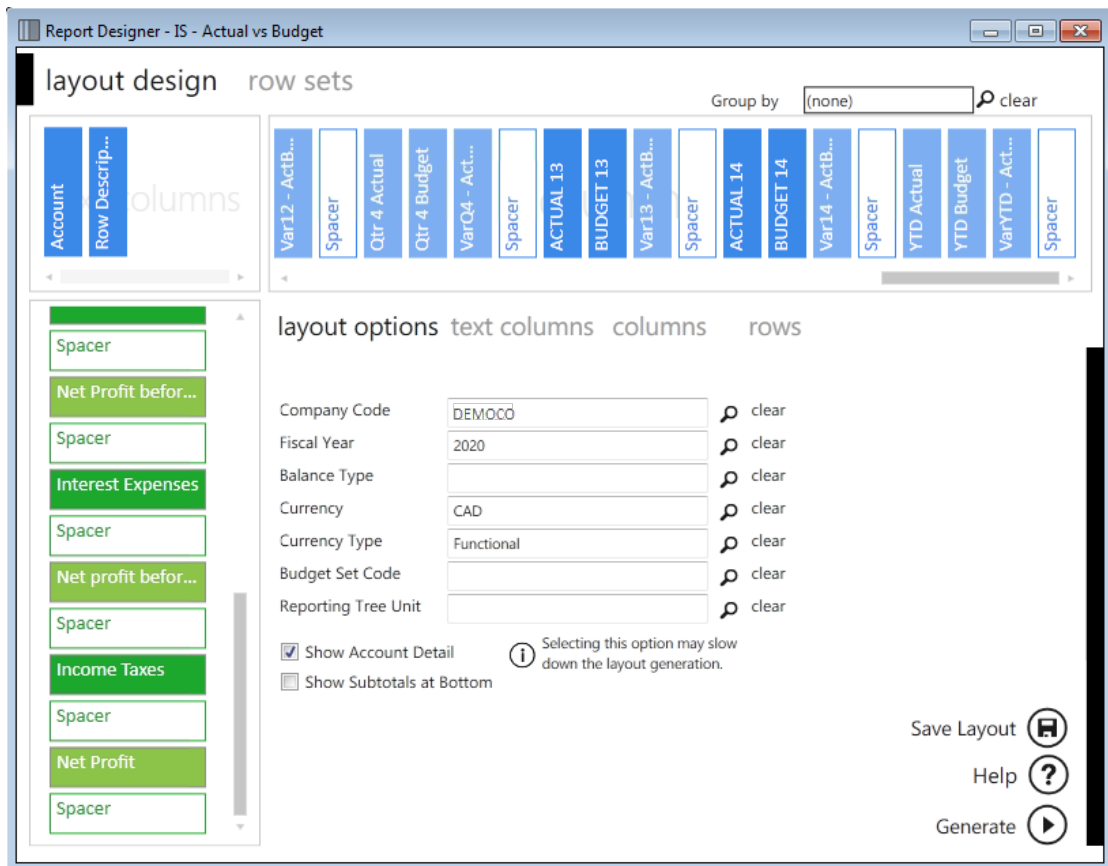 Report Designer - IS - Actual vs Budget
layout design row sets
Group by (none) clear
Account
Row Descrip...
columns
Var12 - ActB...
Spacer
Qtr 4 Actual
Qtr 4 Budget
VarQ4 - Act...
Spacer
ACTUAL 13
BUDGET 13
Var13 - ActB...
Spacer
ACTUAL 14
BUDGET 14
Var14 - ActB...
Spacer
YTD Actual
YTD Budget
VarYTD - Act...
Spacer
Spacer
Net Profit befor...
Spacer
Interest Expenses
Spacer
Net profit befor...
Spacer
Income Taxes
Spacer
Net Profit
Spacer
layout options text columns columns rows
Company Code DEMOCO clear
Fiscal Year 2020 clear
Balance Type clear
Currency CAD clear
Currency Type Functional clear
Budget Set Code clear
Reporting Tree Unit clear
Show Account Detail
Selecting this option may slow
down the layout generation.
Show Subtotals at Bottom
Save Layout
Help
Generate